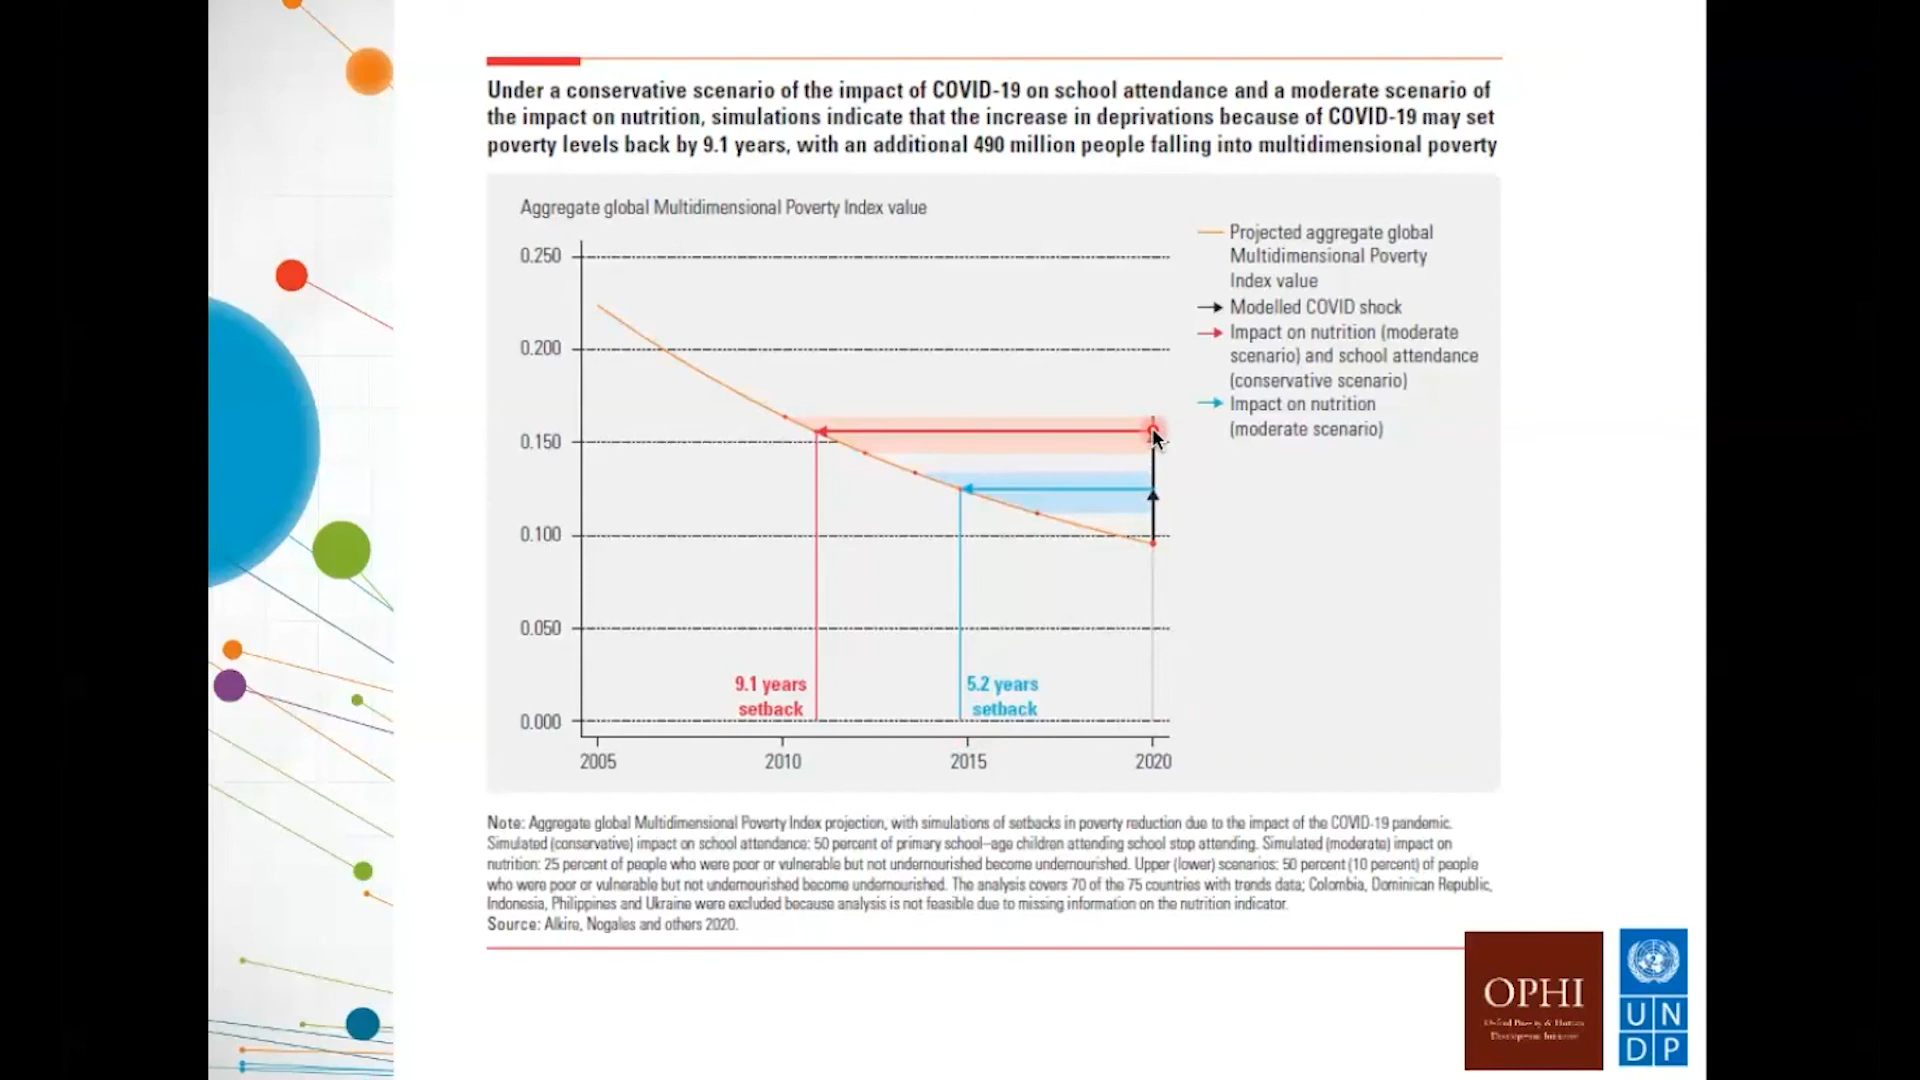 Under a conservative scenario of the impact of COVID-19 on school attendance and a moderate scenario of
the impact on nutrition, simulations indicate that the increase in deprivations because of COVID-19 may set
poverty levels back by 9.1 years, with an additional 490 million people falling into multidimensional poverty
Aggregate global Multidimensional Poverty Index value
0.250
0.200
0.150
0.100
0.050
0.000
2005
2010
2015
2020
9.1 years
setback
5.2 years
setback
Projected aggregate global
Multidimensional Poverty
Index value
Modelled COVID shock
Impact on nutrition (moderate
scenario) and school attendance
(conservative scenario)
Impact on nutrition
(moderate scenario)
Note: Aggregate global Multidimensional Poverty Index projection, with simulations of setbacks in poverty reduction due to the impact of the COVID-19 pandemic.
Simulated (conservative) impact on school attendance: 50 percent of primary school–age children attending school stop attending. Simulated (moderate) impact on
nutrition: 25 percent of people who were poor or vulnerable but not undernourished become undernourished. Upper (lower) scenarios: 50 percent (10 percent) of people
who were poor or vulnerable but not undernourished become undernourished. The analysis covers 70 of the 75 countries with trends data; Colombia, Dominican Republic,
Indonesia, Philippines and Ukraine were excluded because analysis is not feasible due to missing information on the nutrition indicator.
Source: Alkire, Nogales and others 2020.
OPHI
Oxford Poverty & Human
Development Initiative
U N
D P